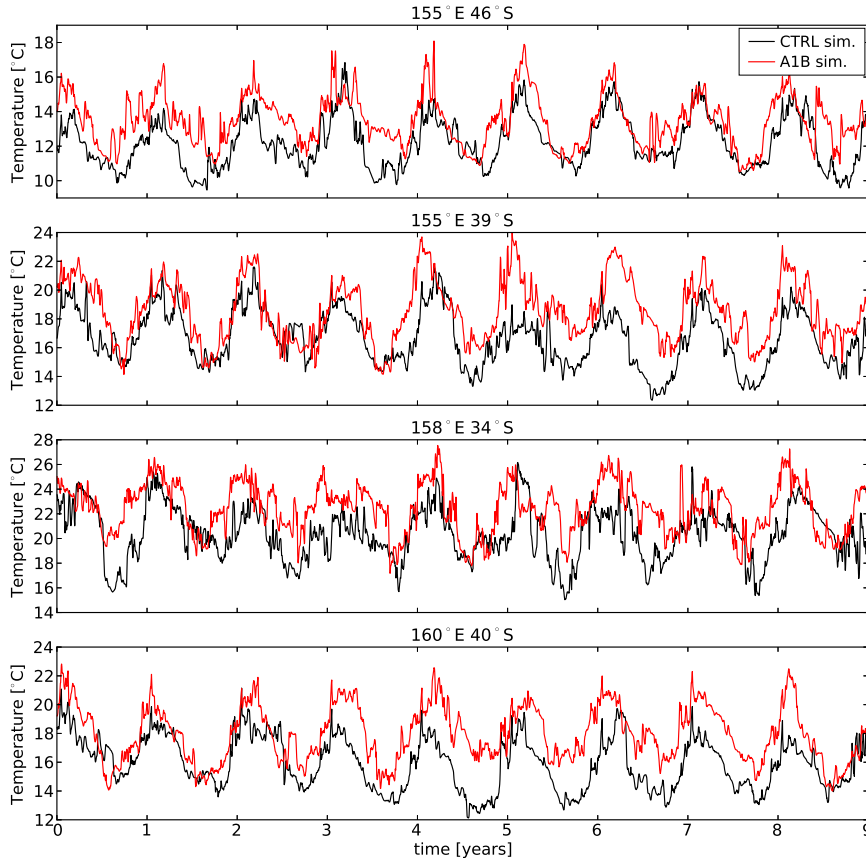 155°E 46°S
18
16
14
12
10
Temperature [°C]
CTRL sim.
A1B sim.
155°E 39°S
24
22
20
18
16
14
12
Temperature [°C]
158°E 34°S
28
26
24
22
20
18
16
14
Temperature [°C]
160°E 40°S
24
22
20
18
16
14
12
Temperature [°C]
0 1 2 3 4 5 6 7 8 9
time [years]